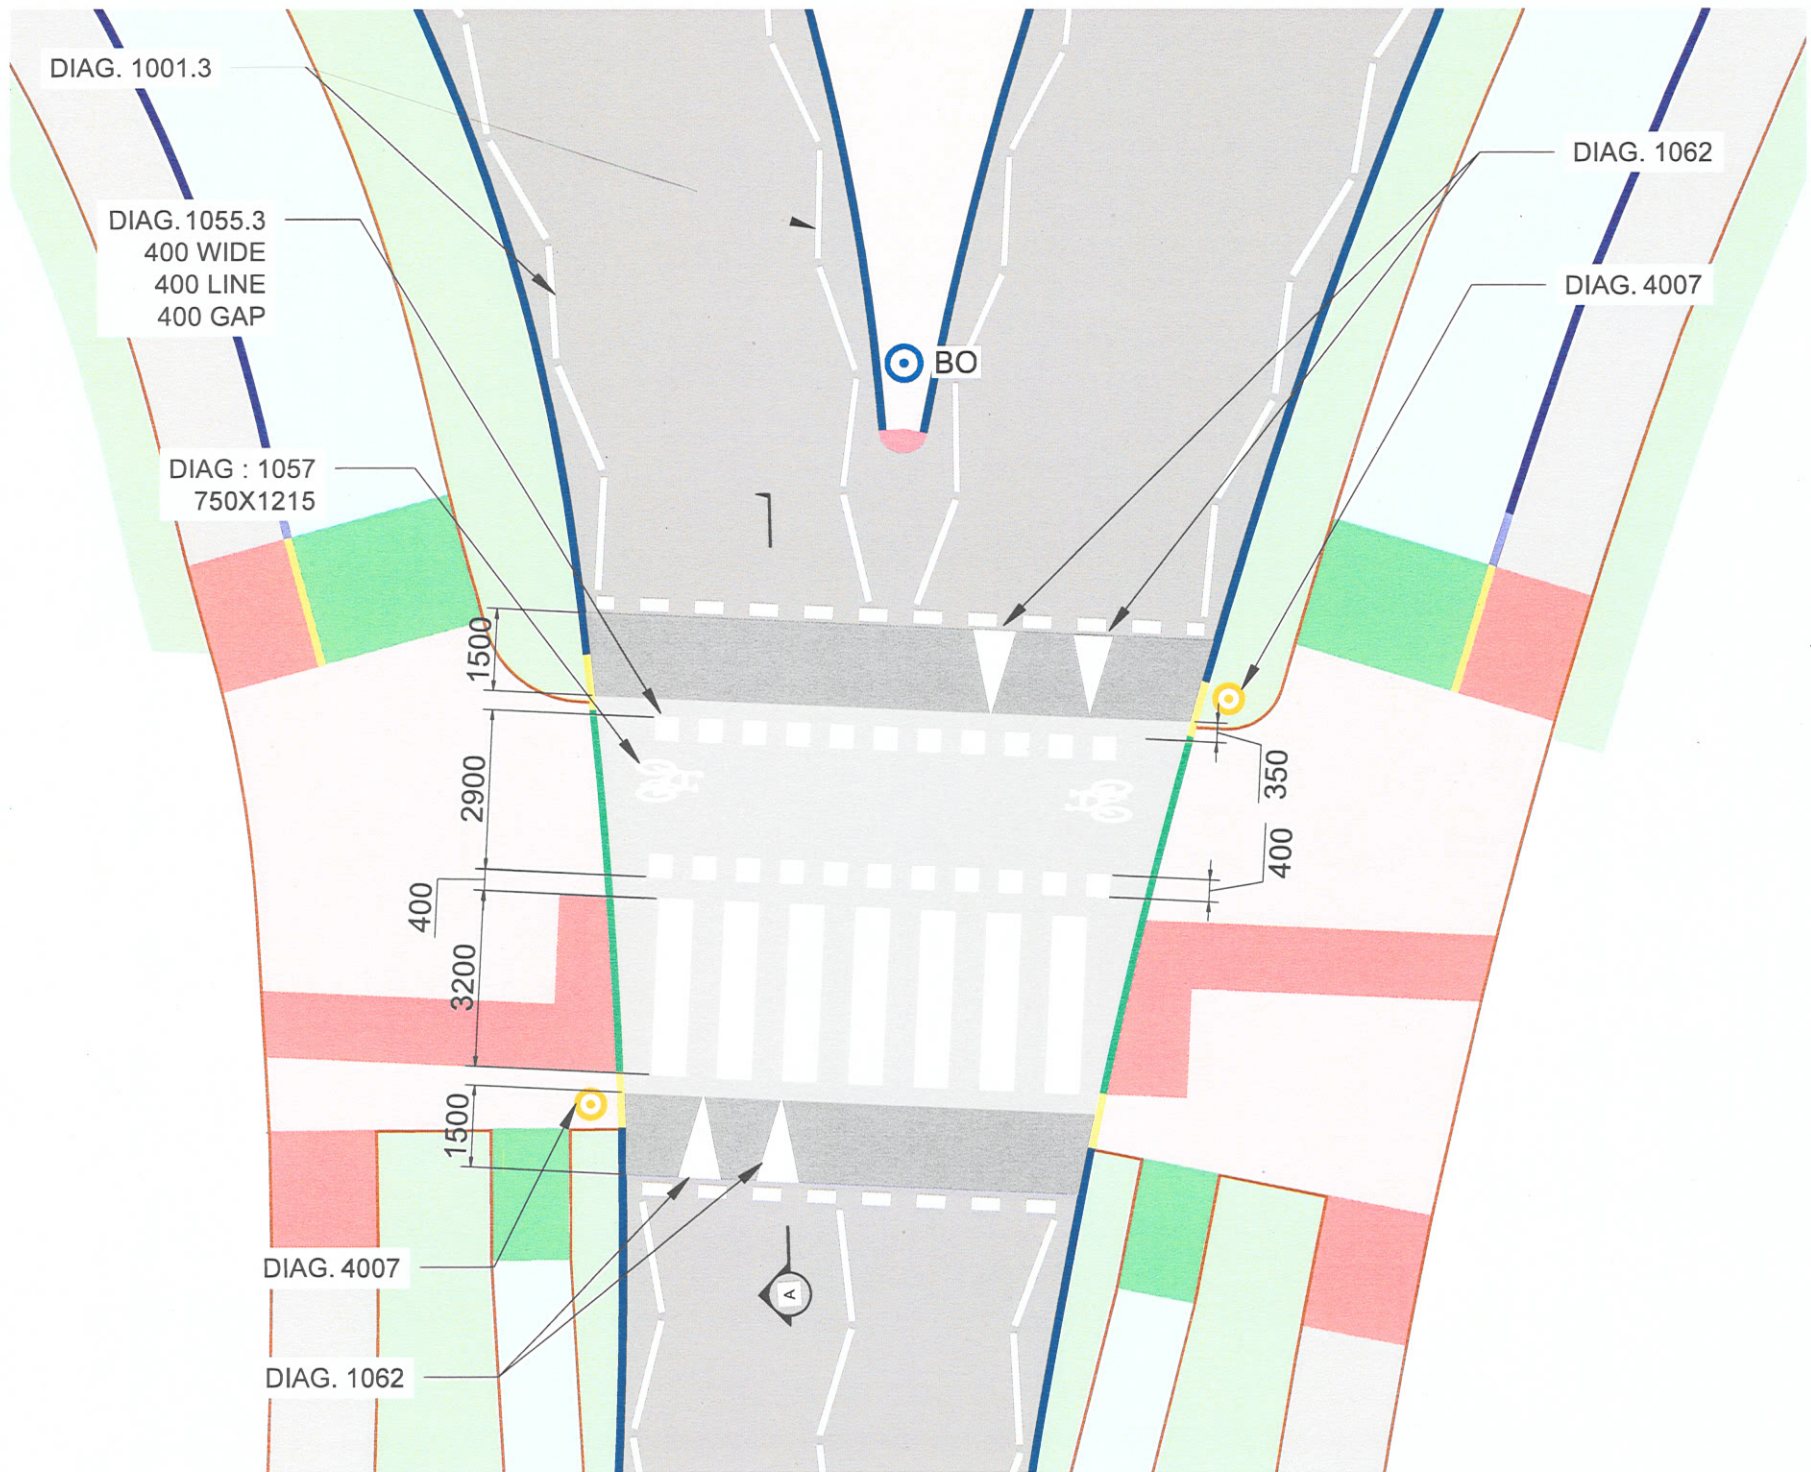 DIAG. 1001.3
DIAG. 1062
DIAG.1055.3
400 WIDE
400 LINE
400 GAP
DIAG. 4007
BO
DIAG : 1057
750X1215
1500
2900
350
400
400
3200
1500
DIAG. 4007
A
DIAG. 1062